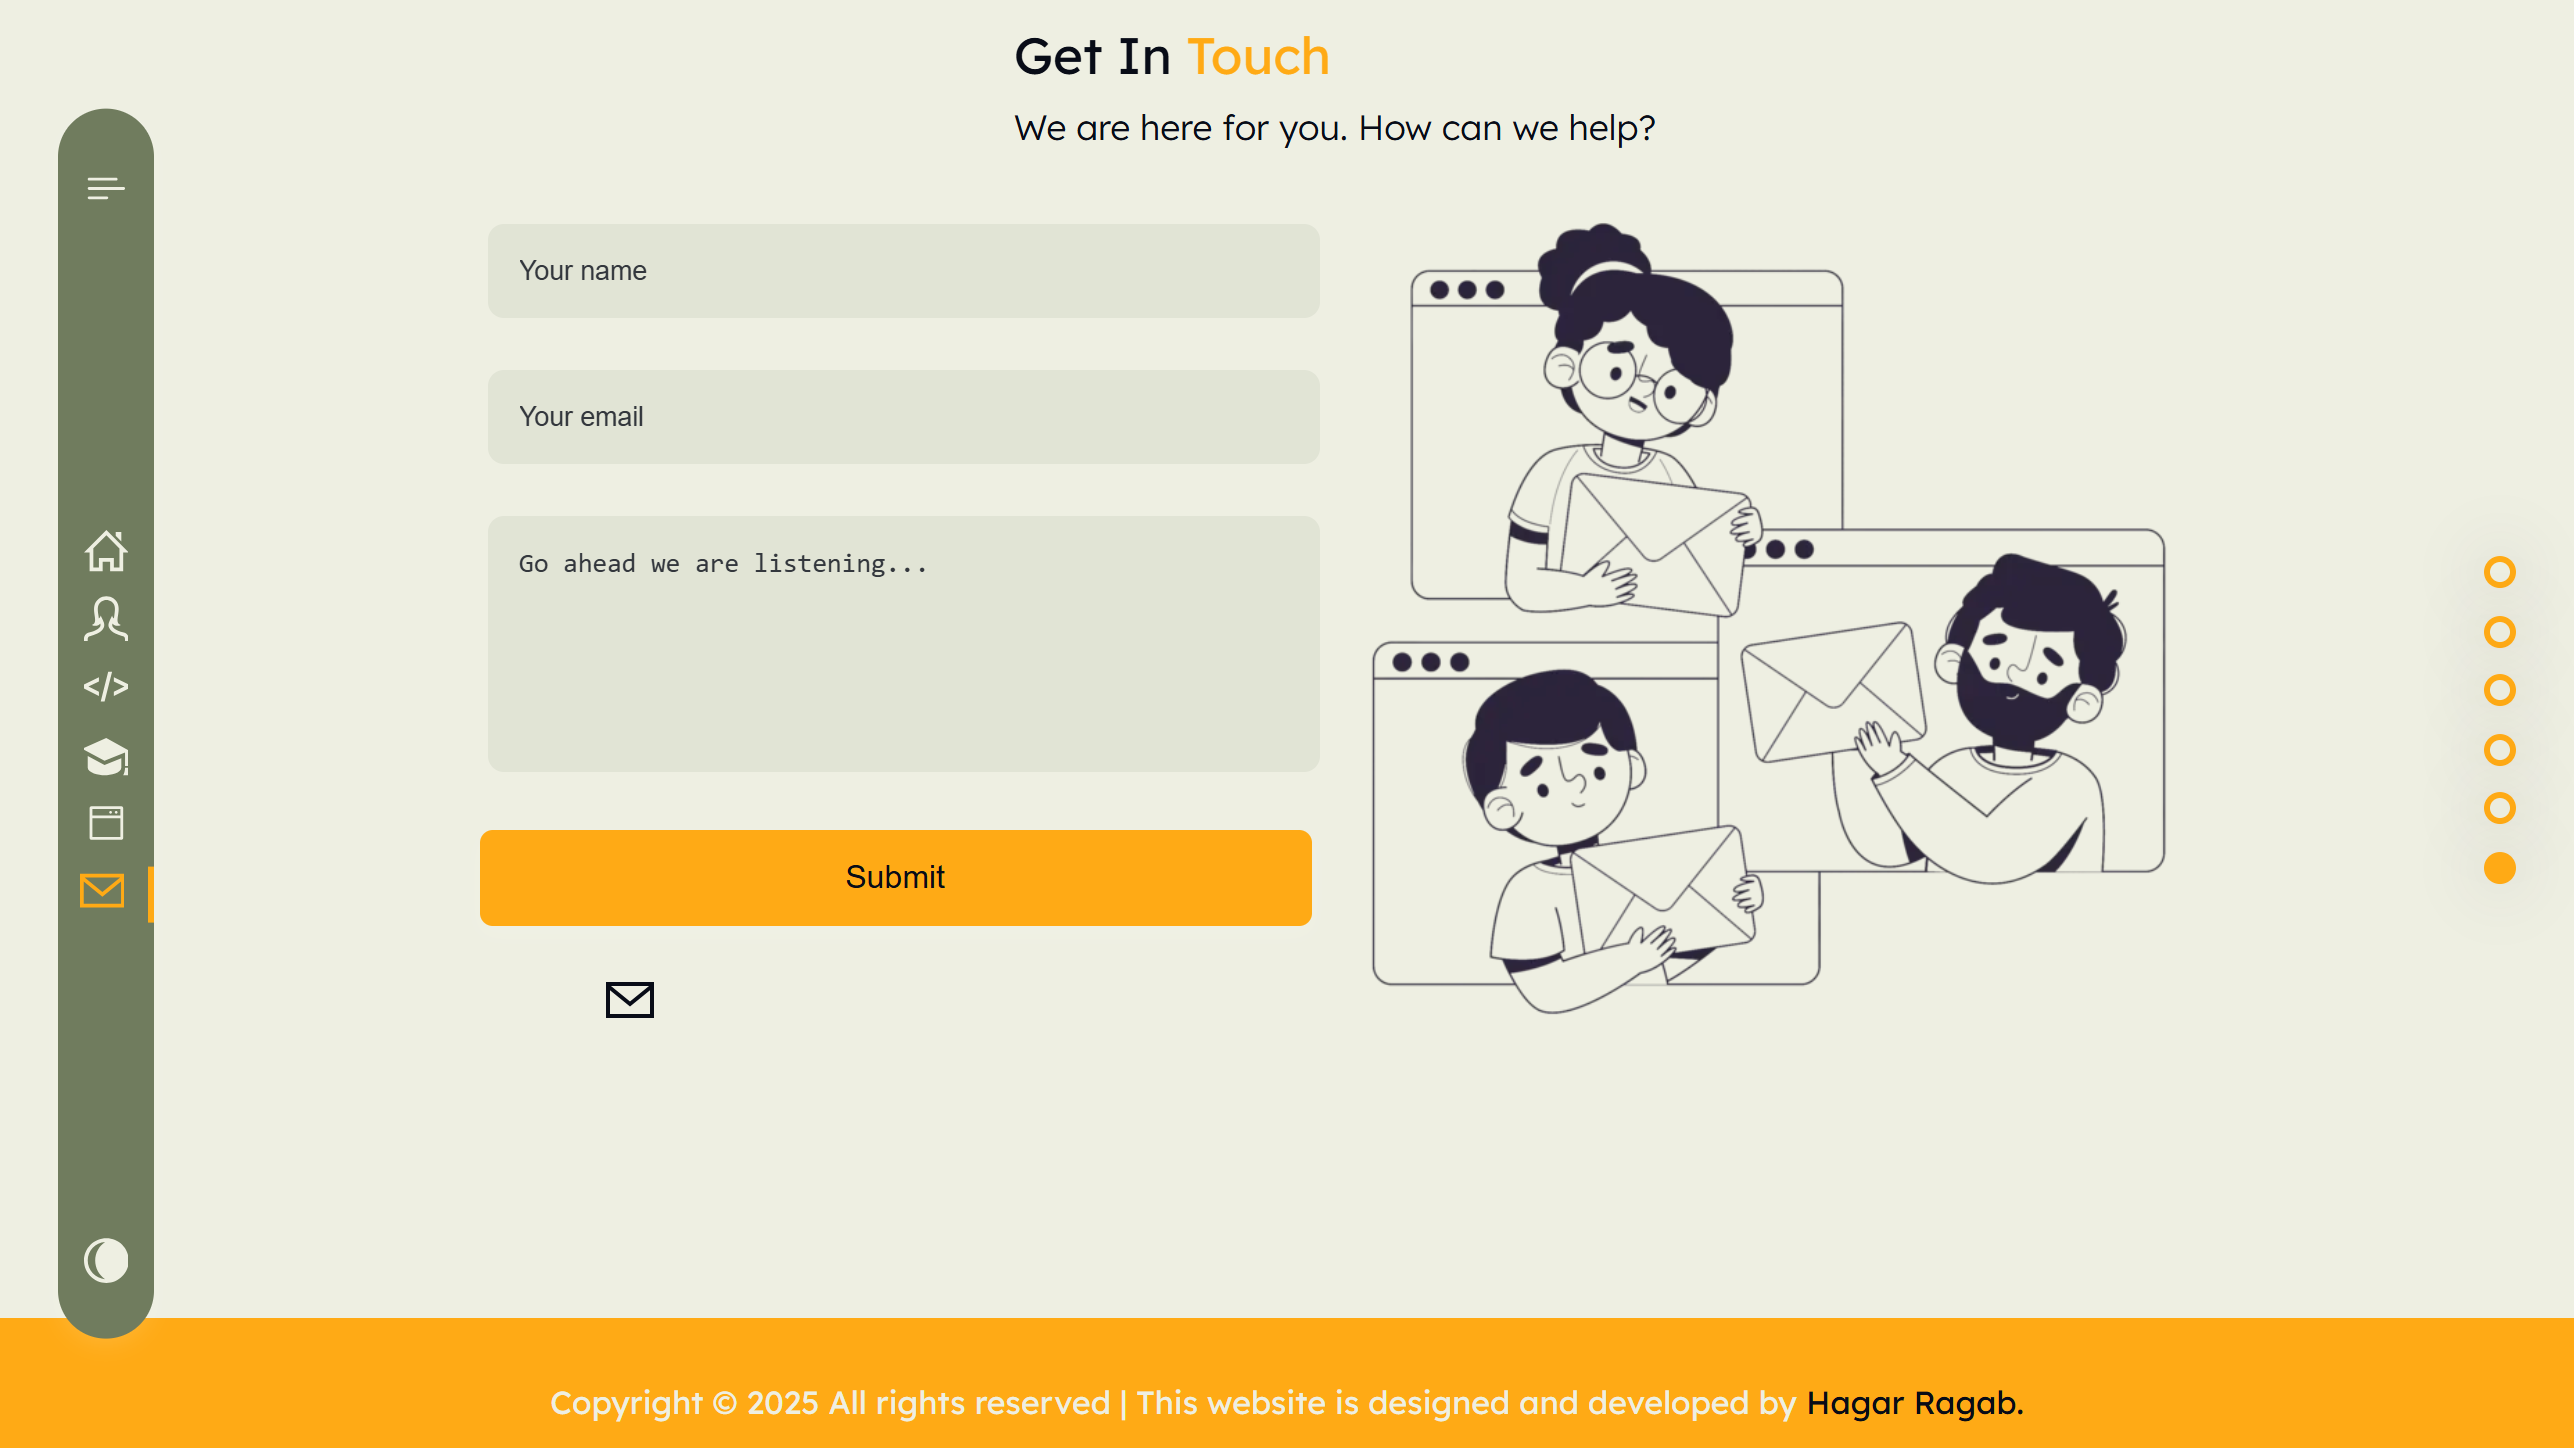 Get In Touch
We are here for you. How can we help?
Your name
Your email
Go ahead we are listening...
Submit
Copyright © 2025 All rights reserved | This website is designed and developed by Hagar Ragab.